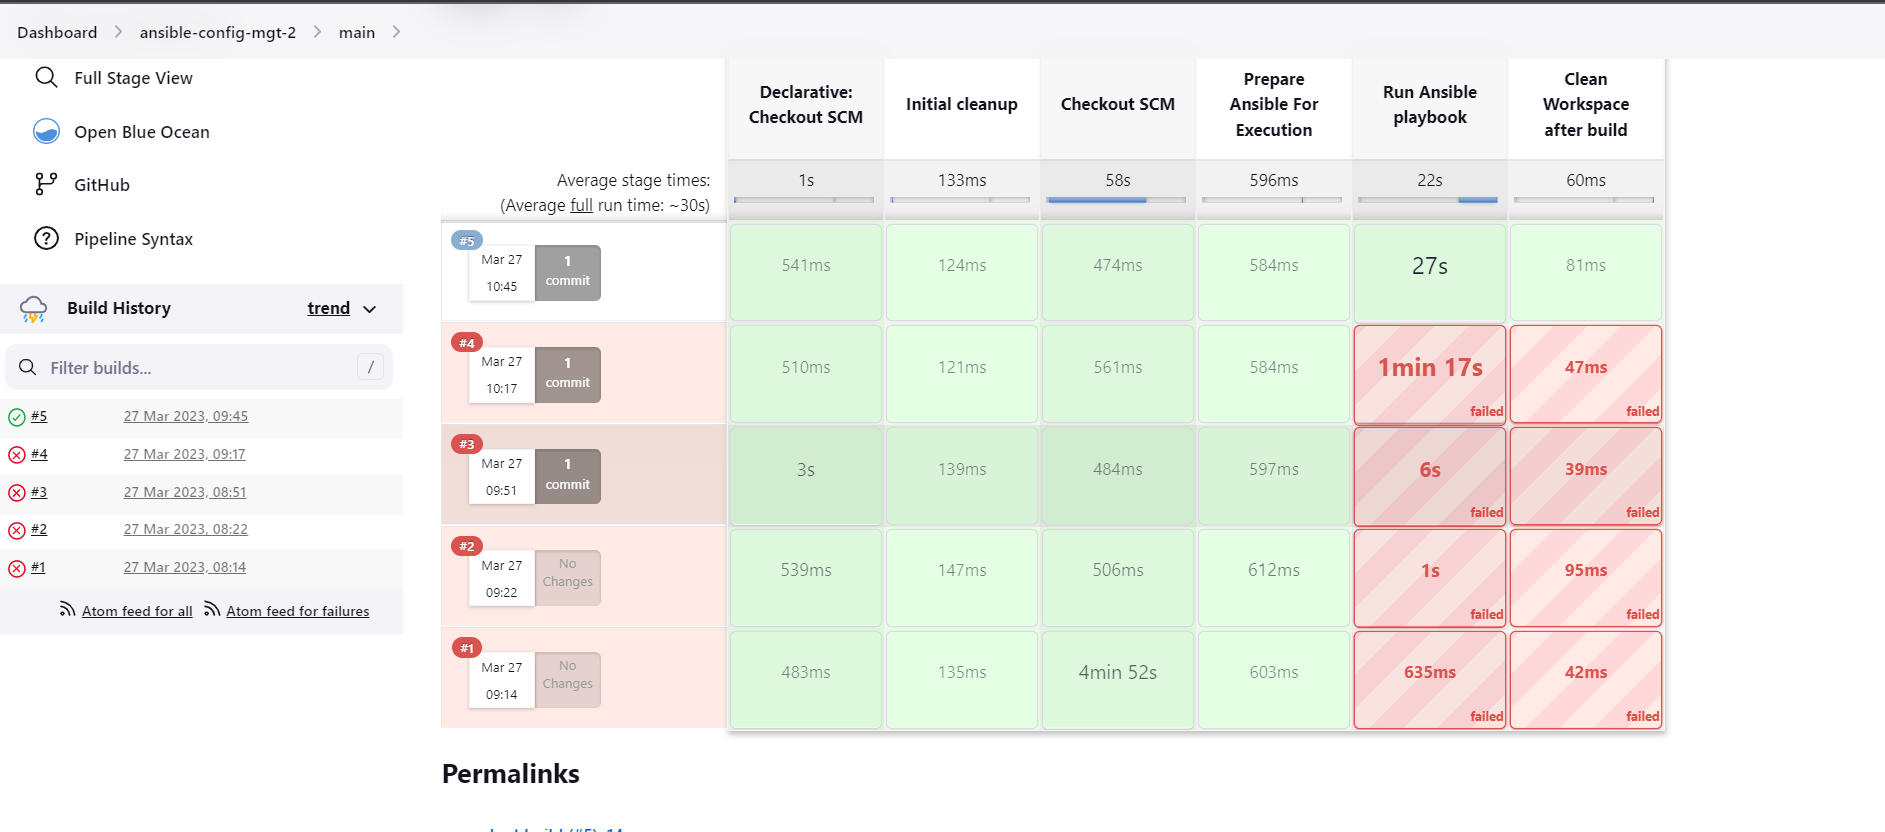 Dashboard
ansible-config-mgt-2
main
Full Stage View
Open Blue Ocean
GitHub
Pipeline Syntax
Build History
trend
Filter builds...
/
#5 27 Mar 2023, 09:45
#4 27 Mar 2023, 09:17
#3 27 Mar 2023, 08:51
#2 27 Mar 2023, 08:22
#1 27 Mar 2023, 08:14
Atom feed for all
Atom feed for failures
Declarative:
Checkout SCM
Initial cleanup
Checkout SCM
Prepare
Ansible For
Execution
Run Ansible
playbook
Clean
Workspace
after build
Average stage times:
(Average full run time: ~30s)
1s
133ms
58s
596ms
22s
60ms
#5
Mar 27
10:45
1
commit
541ms
124ms
474ms
584ms
27s
81ms
#4
Mar 27
10:17
1
commit
510ms
121ms
561ms
584ms
1min 17s
failed
47ms
failed
#3
Mar 27
09:51
1
commit
3s
139ms
484ms
597ms
6s
failed
39ms
failed
#2
Mar 27
09:22
No
Changes
539ms
147ms
506ms
612ms
1s
failed
95ms
failed
#1
Mar 27
09:14
No
Changes
483ms
135ms
4min 52s
603ms
635ms
failed
42ms
failed
Permalinks